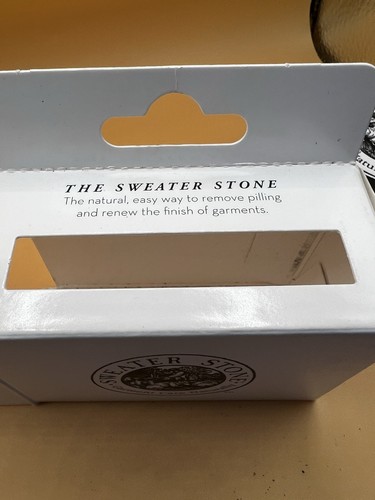 THE SWEATER STONE
The natural, easy way to remove pilling
and renew the finish of garments.
SWEATER STONE